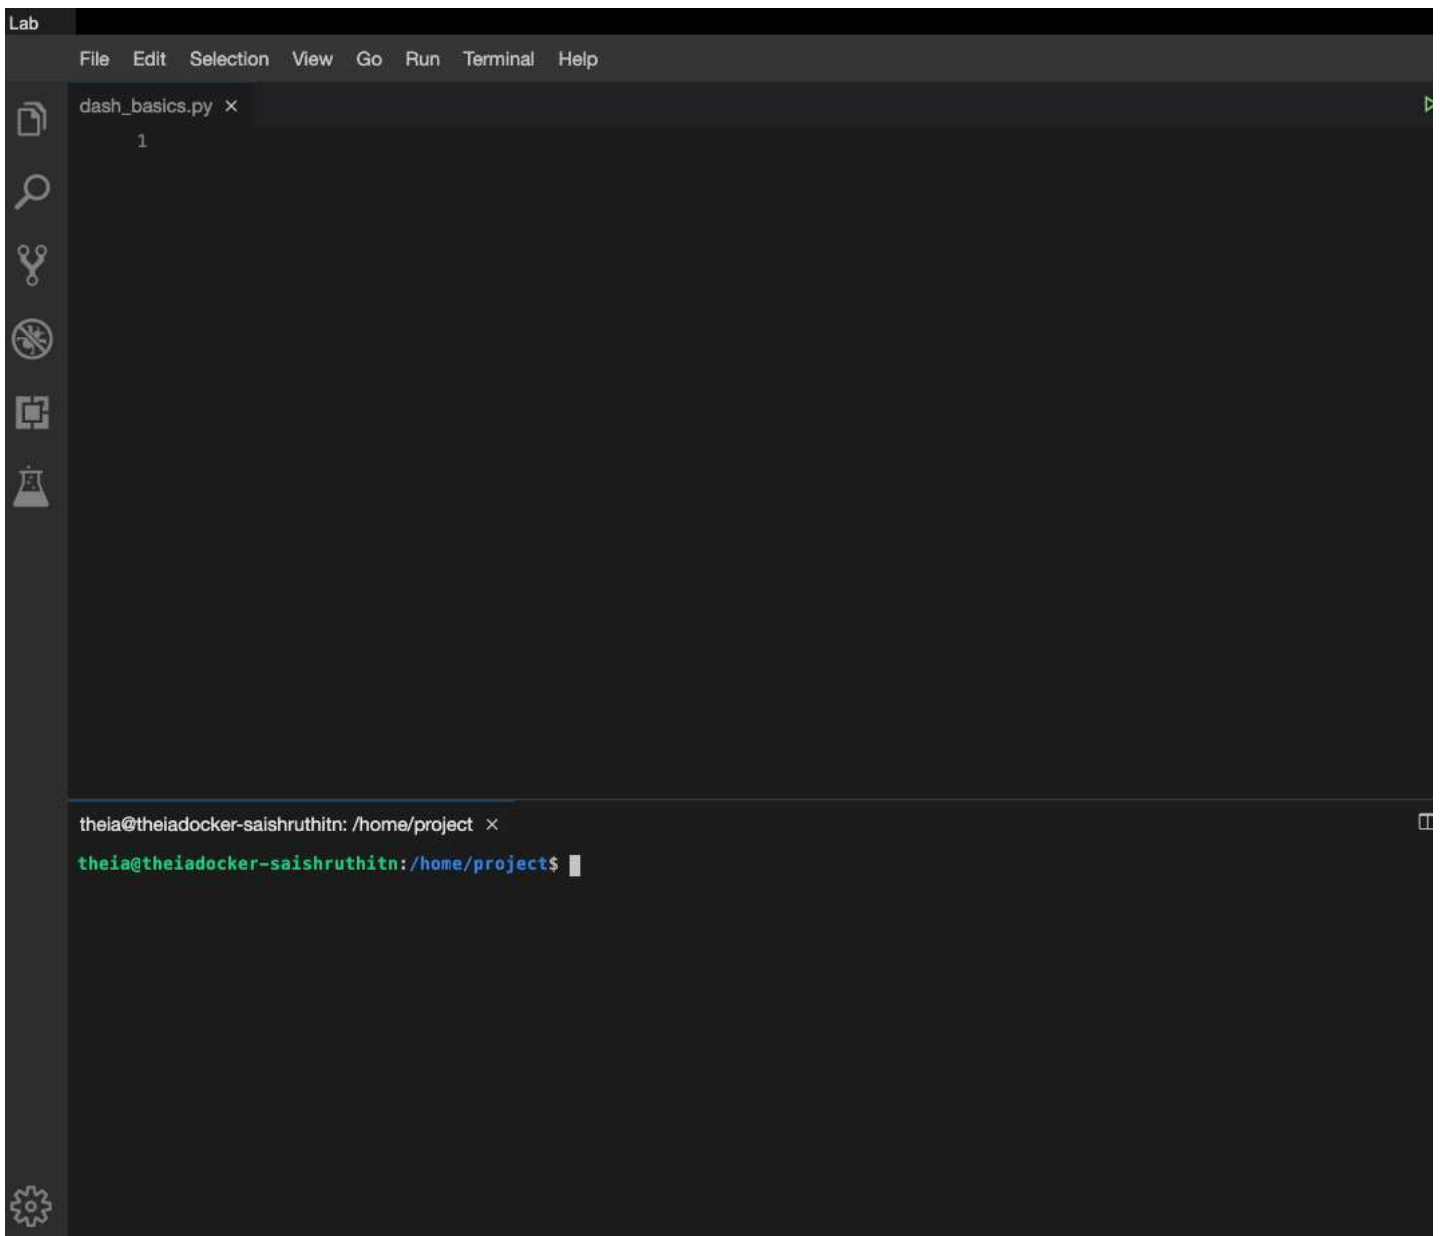 Lab
File Edit Selection View Go Run Terminal Help
dash_basics.py ×
1
theia@theiadocker-saishruthitn: /home/project ×
theia@theiadocker-saishruthitn:/home/project$